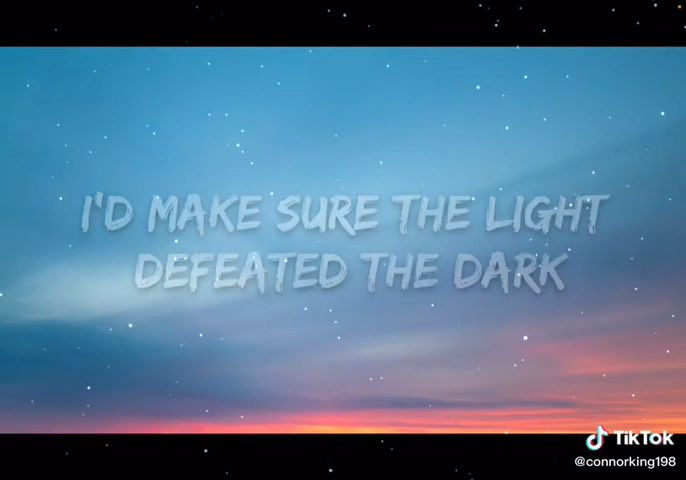 I'D MAKE SURE THE LIGHT
DEFEATED THE DARK
TikTok
@connorking198